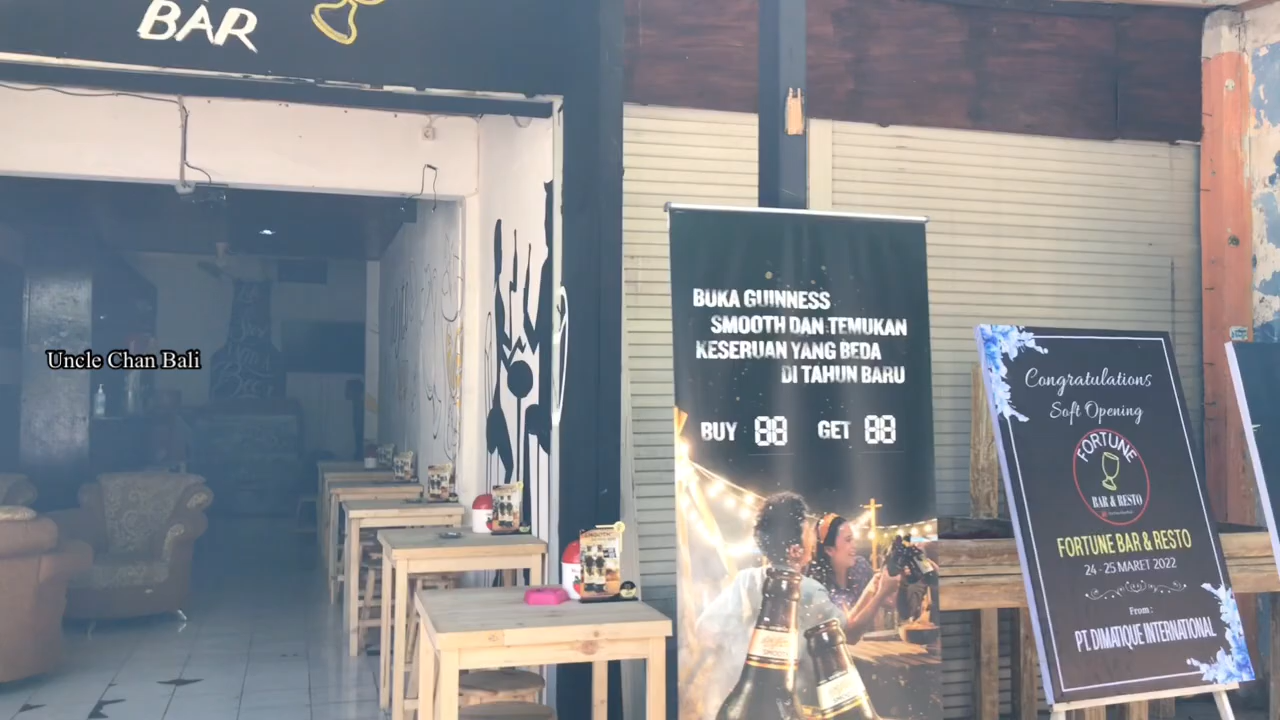 BAR
Uncle Chan Bali
BUKA GUINNESS
SMOOTH DAN TEMUKAN
KESERUAN YANG BEDA
DI TAHUN BARU
BUY 88 GET 88
SMOOTH
Congratulations
Soft Opening
FORTUNE
BAR & RESTO
FORTUNE BAR & RESTO
24 - 25 MARET 2022
From :
PT. DIMATIQUE INTERNATIONAL